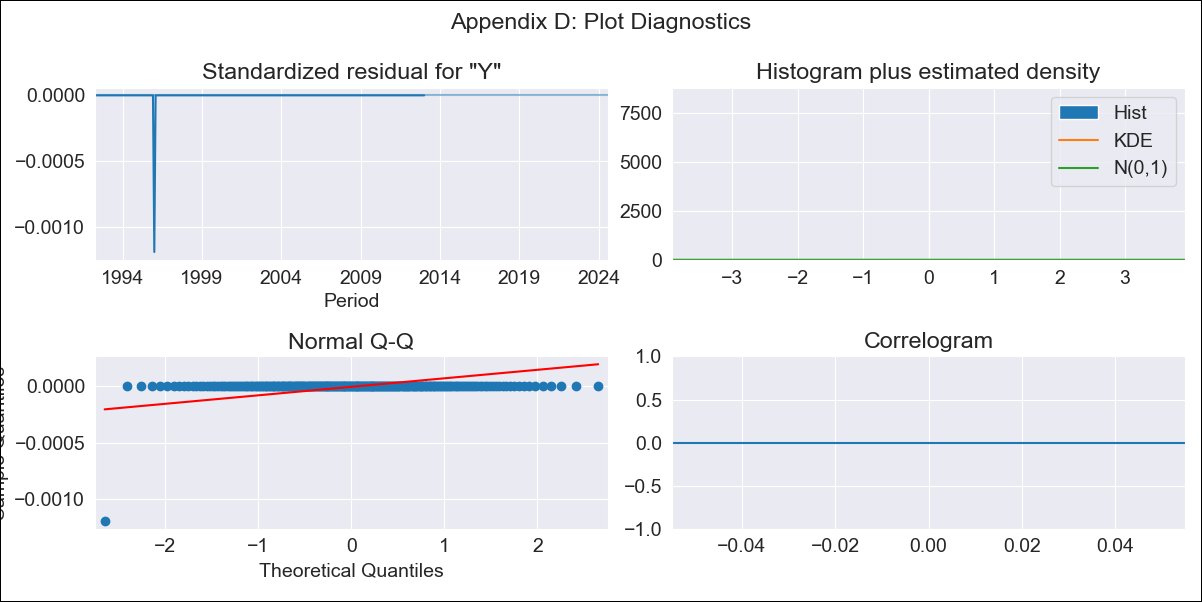 Appendix D: Plot Diagnostics
Standardized residual for "Y"
0.0000
−0.0005
−0.0010
1994 1999 2004 2009 2014 2019 2024
Period
Histogram plus estimated density
7500
5000
2500
0
−3 −2 −1 0 1 2 3
Hist
KDE
N(0,1)
Normal Q-Q
0.0000
−0.0005
−0.0010
−2 −1 0 1 2
Theoretical Quantiles
Correlogram
1.0
0.5
0.0
−0.5
−1.0
−0.04 −0.02 0.00 0.02 0.04